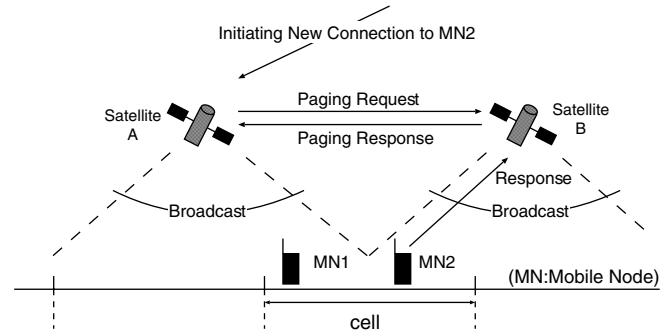 Initiating New Connection to MN2
Satellite
A
Paging Request
Paging Response
Satellite
B
Response
Broadcast
Broadcast
MN1
MN2
(MN:Mobile Node)
cell